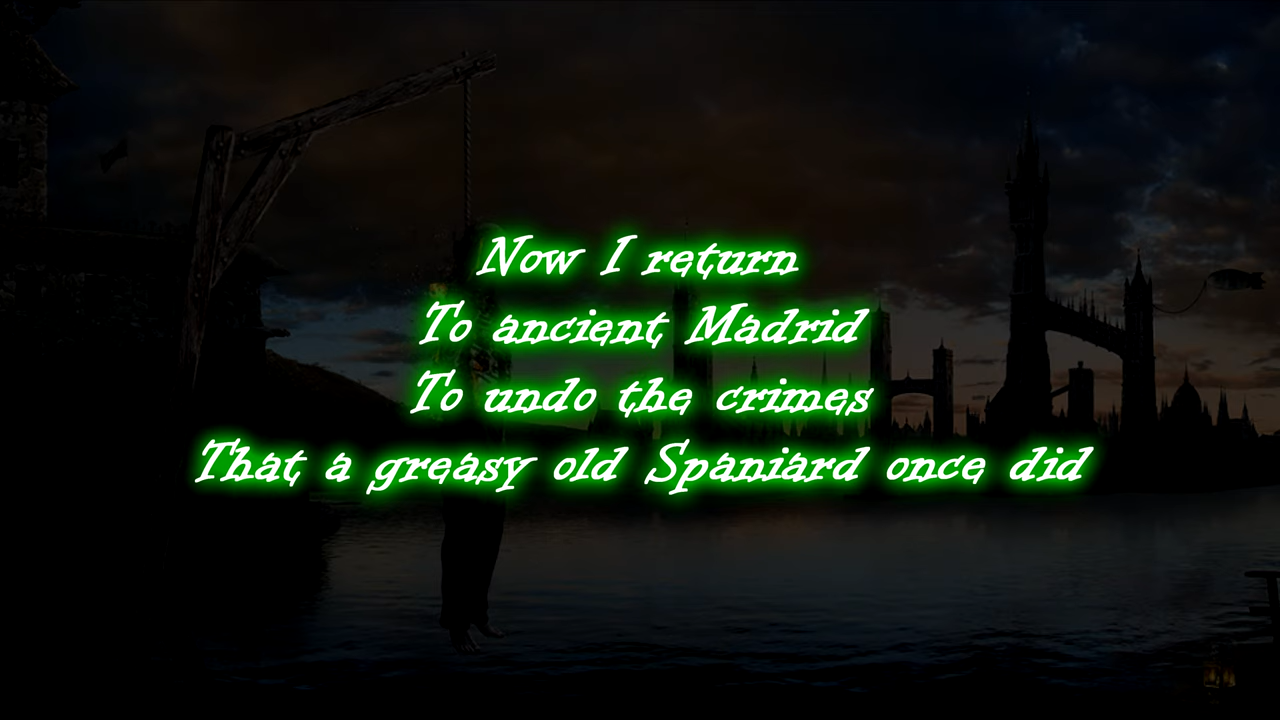 Now I return
To ancient Madrid
To undo the crimes
That a greasy old Spaniard once did